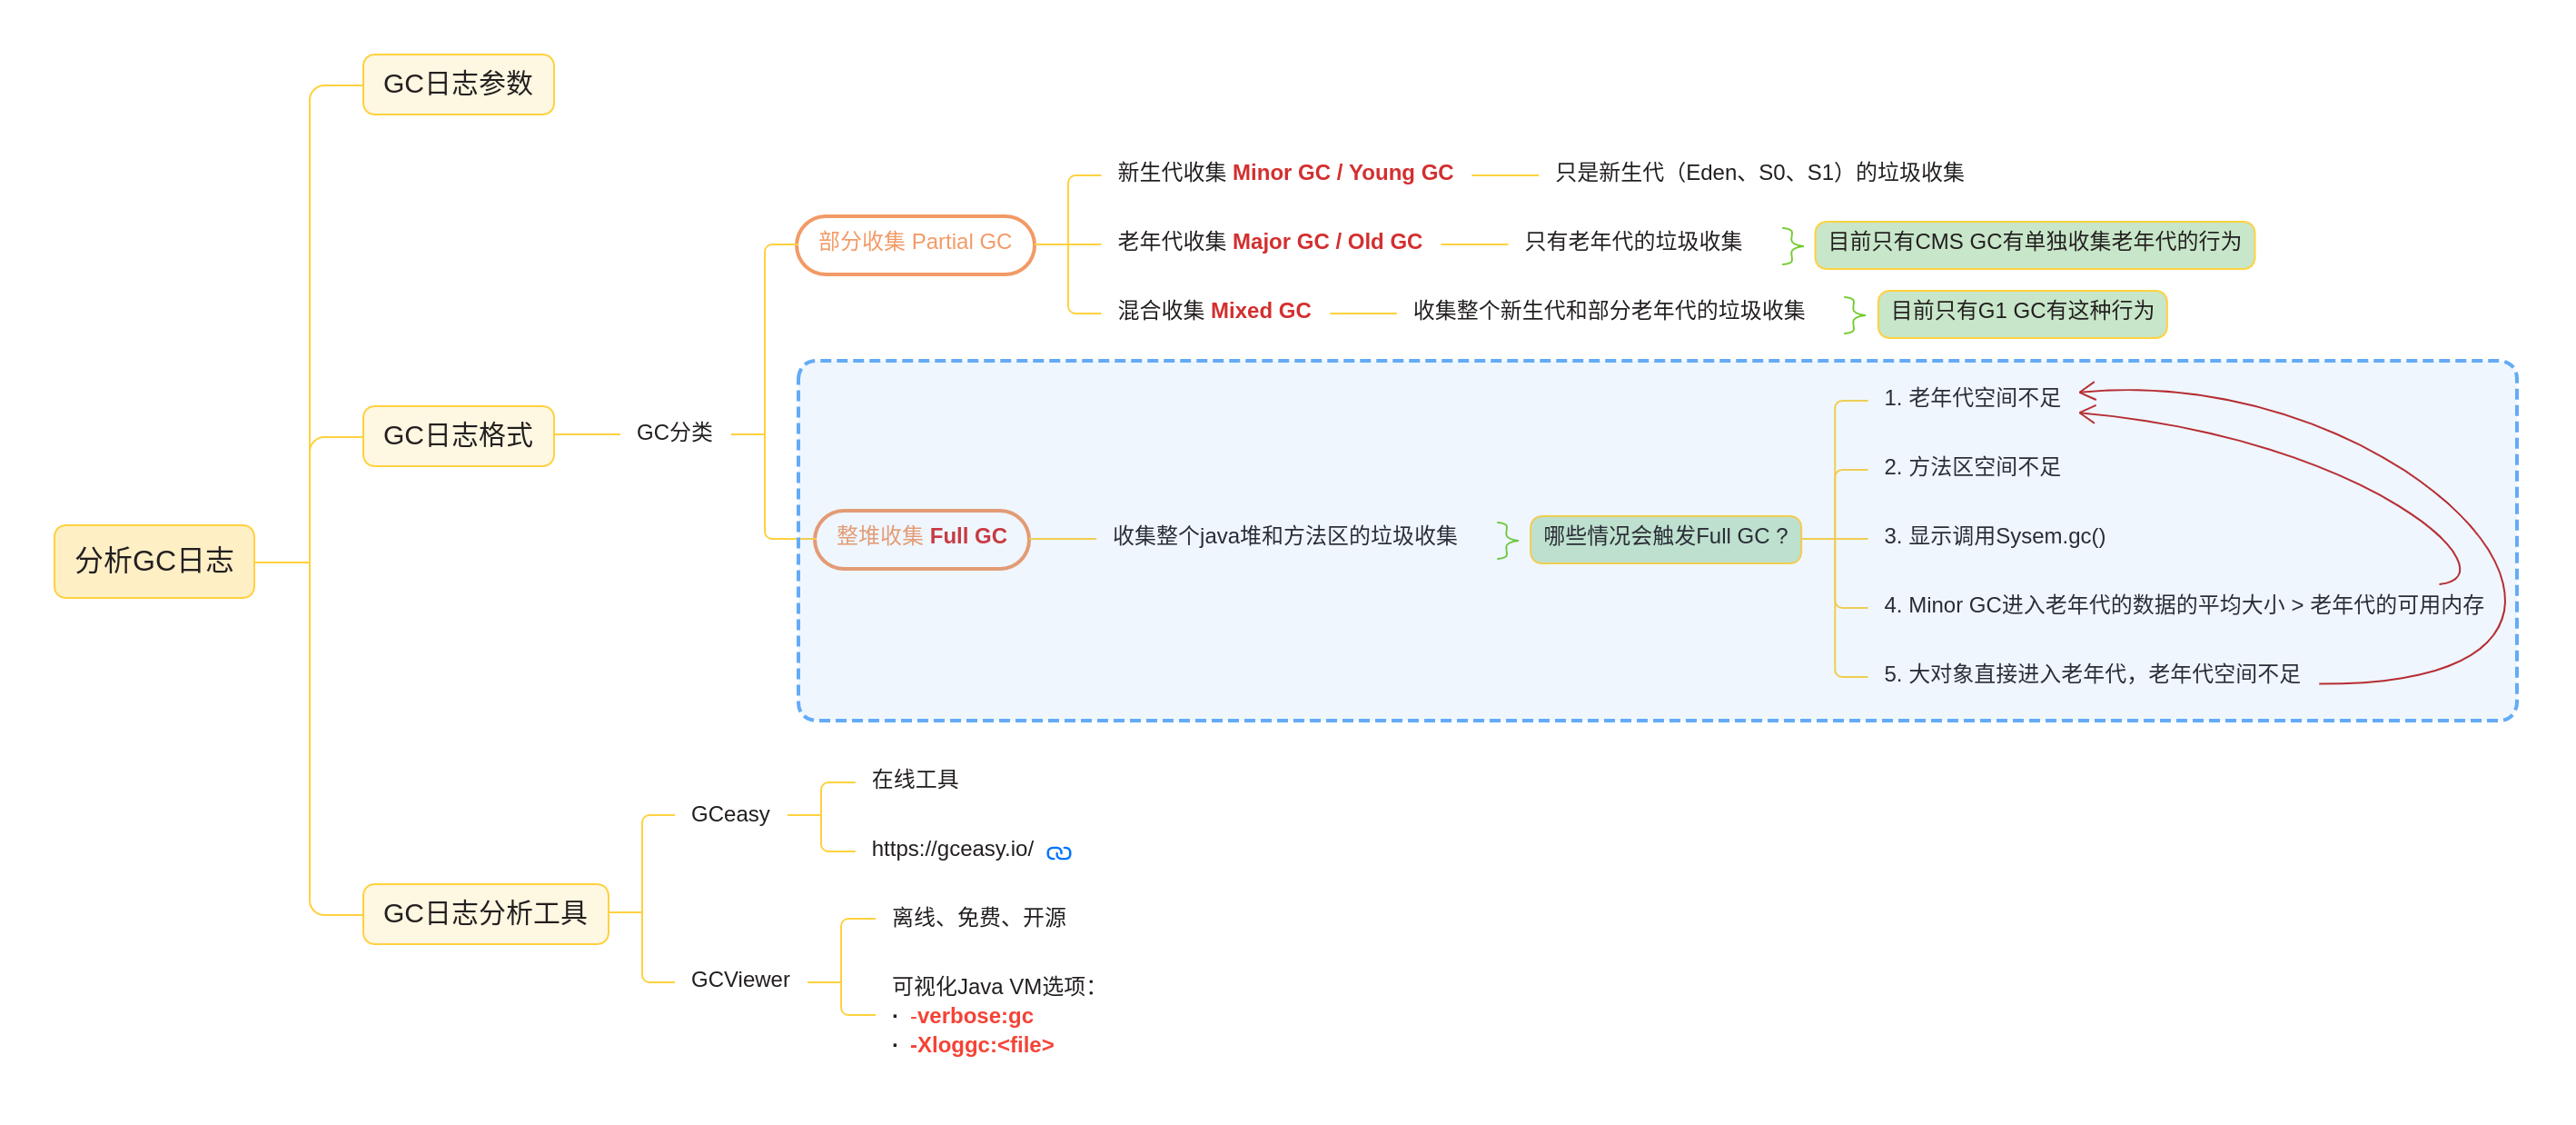 GC日志参数
新生代收集 Minor GC / Young GC
只是新生代（Eden、S0、S1）的垃圾收集
部分收集 Partial GC
老年代收集 Major GC / Old GC
只有老年代的垃圾收集
目前只有CMS GC有单独收集老年代的行为
混合收集 Mixed GC
收集整个新生代和部分老年代的垃圾收集
目前只有G1 GC有这种行为
GC日志格式
GC分类
1. 老年代空间不足
2. 方法区空间不足
整堆收集 Full GC
收集整个java堆和方法区的垃圾收集
哪些情况会触发Full GC ?
3. 显示调用Sysem.gc()
分析GC日志
4. Minor GC进入老年代的数据的平均大小 > 老年代的可用内存
5. 大对象直接进入老年代，老年代空间不足
在线工具
GCeasy
https://gceasy.io/
GC日志分析工具
离线、免费、开源
GCViewer
可视化Java VM选项：
· -verbose:gc
· -Xloggc:<file>